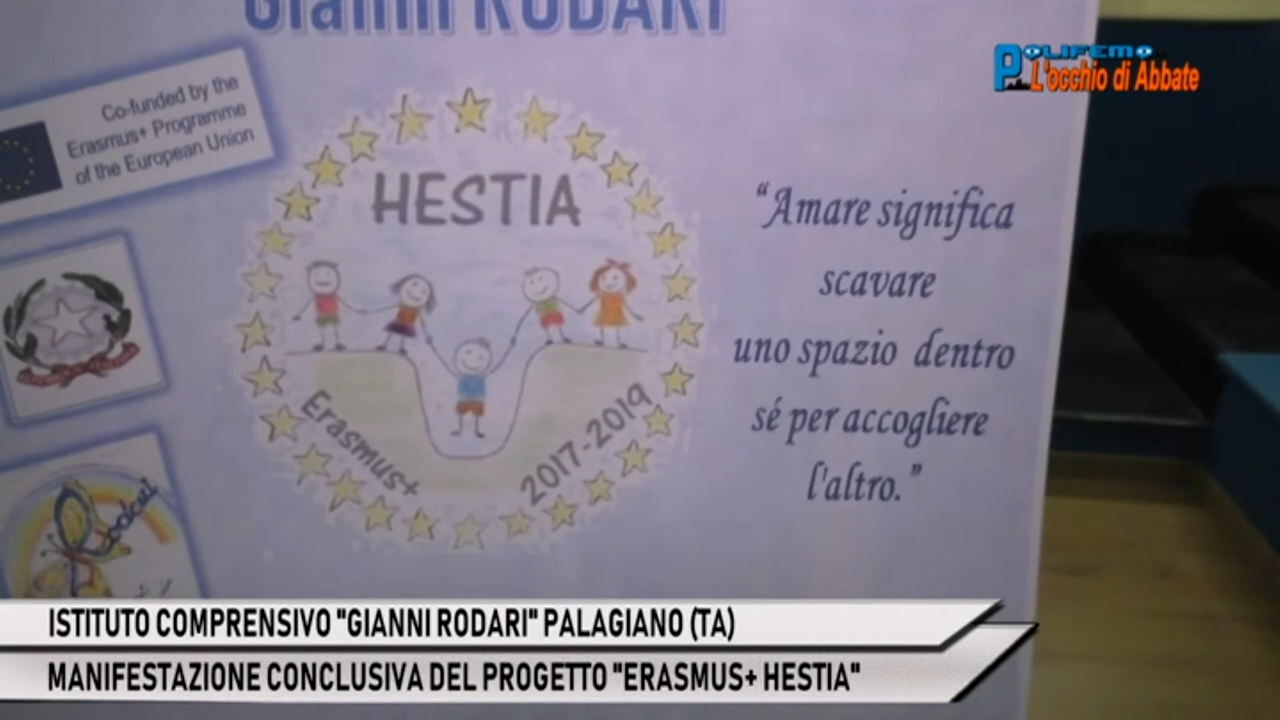 Gianni RODARI
POLIFEMO
L'occhio di Abbate
Co-funded by the
Erasmus+ Programme
of the European Union
HESTIA
Erasmus+
2017-2019
"Amare significa
scavare
uno spazio dentro
sé per accogliere
l'altro."
Rodari
ISTITUTO COMPRENSIVO "GIANNI RODARI" PALAGIANO (TA)
MANIFESTAZIONE CONCLUSIVA DEL PROGETTO "ERASMUS+ HESTIA"